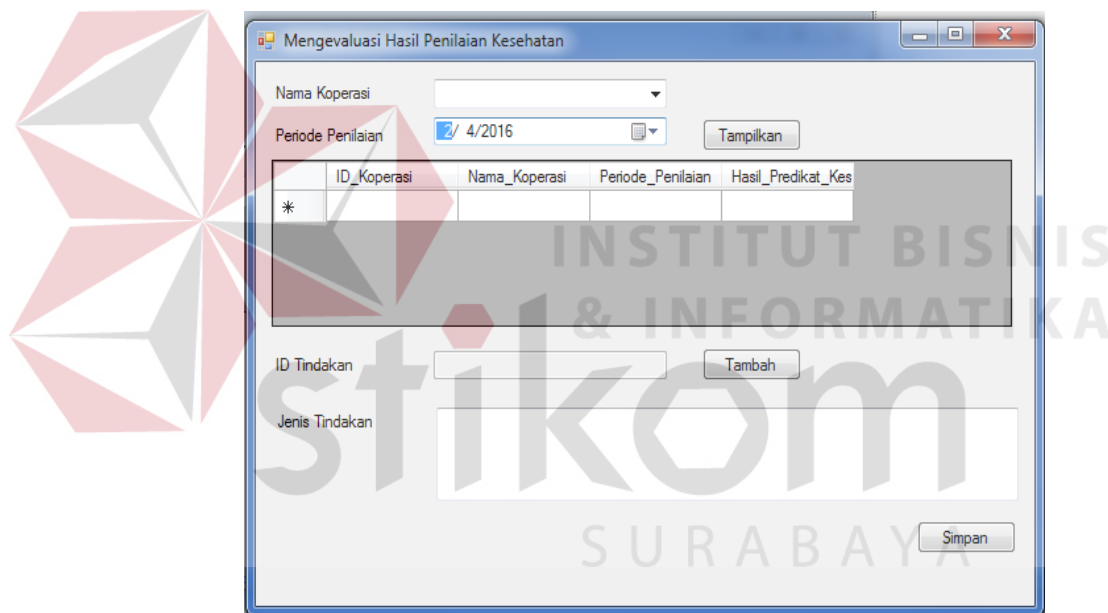 Mengevaluasi Hasil Penilaian Kesehatan
Nama Koperasi
Periode Penilaian 2/ 4/2016 Tampilkan
ID_Koperasi Nama_Koperasi Periode_Penilaian Hasil_Predikat_Kes
INSTITUT BISNIS
& INFORMATIKA
ID Tindakan Tambah
stikom
Jenis Tindakan
SURABAYA
Simpan